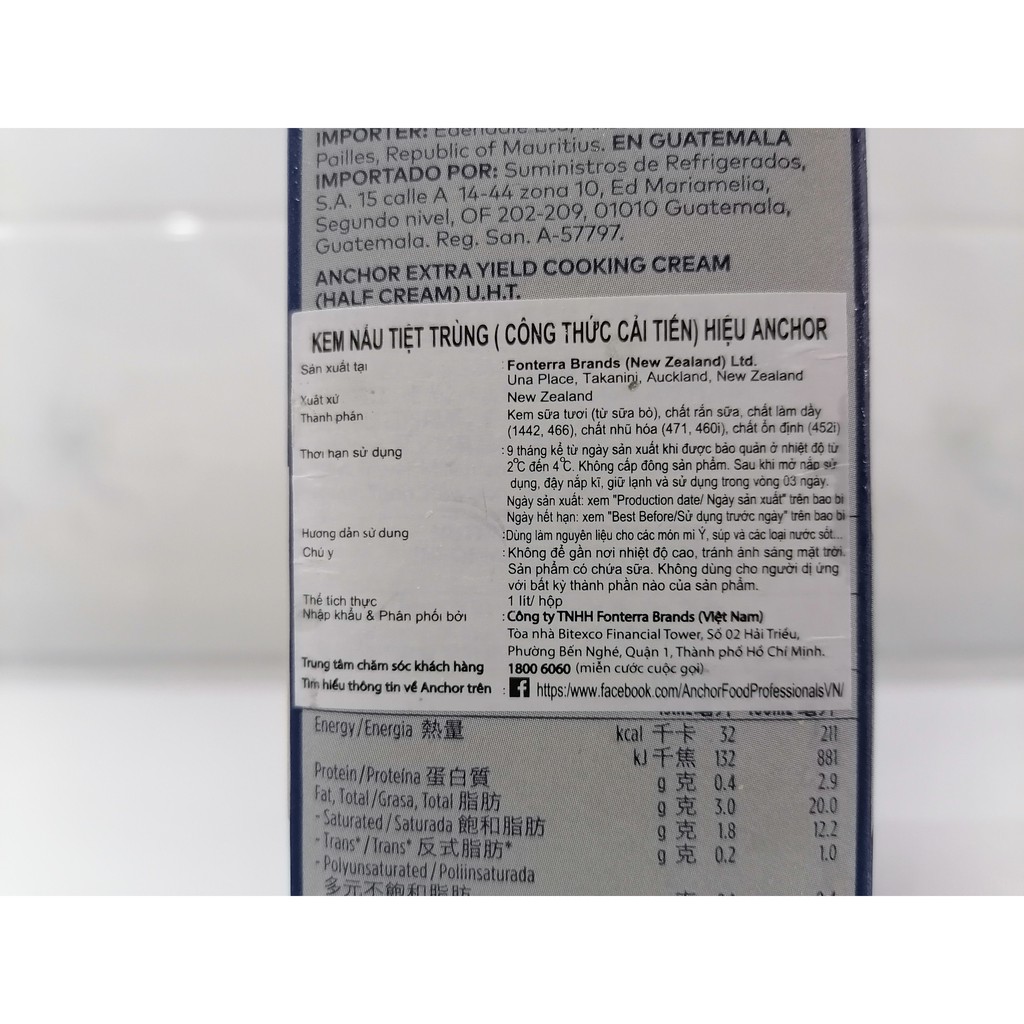 IMPORTER:
Pailles, Republic of Mauritius. EN GUATEMALA
IMPORTADO POR: Suministros de Refrigerados,
S.A. 15 calle A 14-44 zona 10, Ed Mariamelia,
Segundo nivel, OF 202-209, 01010 Guatemala,
Guatemala. Reg. San. A-57797.
ANCHOR EXTRA YIELD COOKING CREAM
(HALF CREAM) U.H.T.
KEM NẤU TIỆT TRÙNG ( CÔNG THỨC CẢI TIẾN) HIỆU ANCHOR
Sản xuất tại : Fonterra Brands (New Zealand) Ltd.
Una Place, Takanini, Auckland, New Zealand
Xuất xứ New Zealand
Thành phần Kem sữa tươi (từ sữa bò), chất rắn sữa, chất làm dầy
(1442, 466), chất nhũ hóa (471, 460i), chất ổn định (452i)
Thời hạn sử dụng : 9 tháng kể từ ngày sản xuất khi được bảo quản ở nhiệt độ từ
2°C đến 4°C. Không cấp đông sản phẩm. Sau khi mở nắp sử
dụng, đậy nắp kĩ, giữ lạnh và sử dụng trong vòng 03 ngày.
Ngày sản xuất: xem "Production date/ Ngày sản xuất" trên bao bì
Ngày hết hạn: xem "Best Before/Sử dụng trước ngày" trên bao bì
Hướng dẫn sử dụng :Dùng làm nguyên liệu cho các món mì Ý, súp và các loại nước sốt...
Chú ý : Không để gần nơi nhiệt độ cao, tránh ánh sáng mặt trời.
Sản phẩm có chứa sữa. Không dùng cho người dị ứng
với bất kỳ thành phần nào của sản phẩm.
Thể tích thực 1 lít/ hộp
Nhập khẩu & Phân phối bởi : Công ty TNHH Fonterra Brands (Việt Nam)
Tòa nhà Bitexco Financial Tower, Số 02 Hải Triều,
Phường Bến Nghé, Quận 1, Thành phố Hồ Chí Minh.
Trung tâm chăm sóc khách hàng 1800 6060 (miễn cước cuộc gọi)
Tìm hiểu thông tin về Anchor trên : f https:/www.facebook.com/AnchorFoodProfessionalsVN/
Energy/Energia 熱量 kcal 千卡 32 211
kJ 千焦 132 881
Protein/Proteína 蛋白質 g 克 0.4 2.9
Fat, Total/Grasa, Total 脂肪 g 克 3.0 20.0
- Saturated/Saturada 飽和脂肪 g 克 1.8 12.2
- Trans*/Trans* 反式脂肪* g 克 0.2 1.0
- Polyunsaturated/Poliinsaturada
多元不飽和脂肪